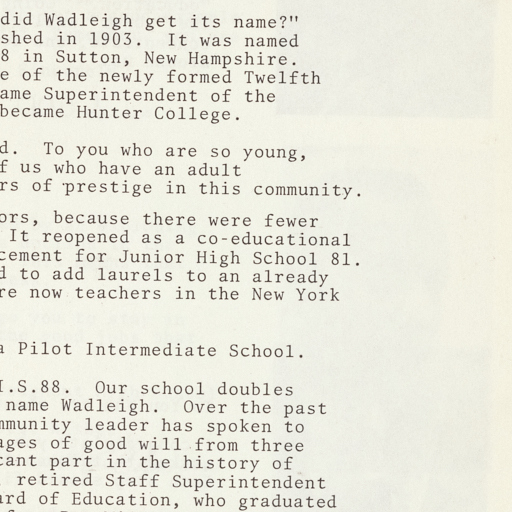 did Wadleigh get its name?"
shed in 1903. It was named
8 in Sutton, New Hampshire.
e of the newly formed Twelfth
ame Superintendent of the
became Hunter College.
d. To you who are so young,
f us who have an adult
rs of prestige in this community.
ors, because there were fewer
It reopened as a co-educational
cement for Junior High School 81.
d to add laurels to an already
re now teachers in the New York
a Pilot Intermediate School.
I.S.88. Our school doubles
name Wadleigh. Over the past
mmunity leader has spoken to
ages of good will from three
cant part in the history of
retired Staff Superintendent
ard of Education, who graduated